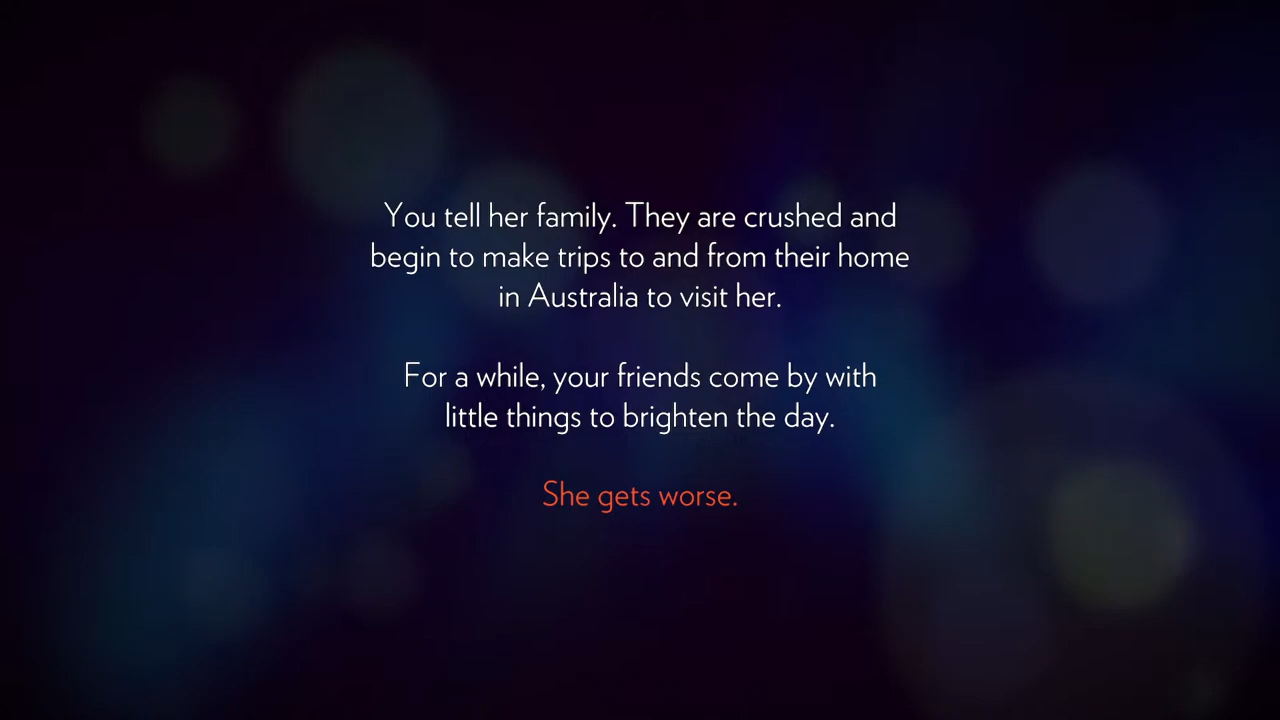 You tell her family. They are crushed and
begin to make trips to and from their home
in Australia to visit her.
For a while, your friends come by with
little things to brighten the day.
She gets worse.